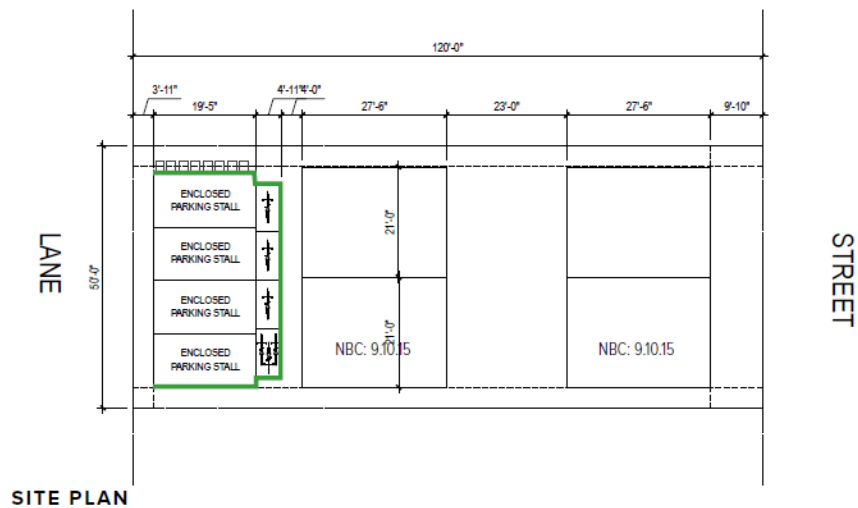 120'-0"
3'-11"
19'-5"
4'-11"
4'-0"
27'-6"
23'-0"
27'-6"
9'-10"
ENCLOSED
PARKING STALL
ENCLOSED
PARKING STALL
ENCLOSED
PARKING STALL
ENCLOSED
PARKING STALL
LANE
50'-0"
21'-0"
21'-0"
NBC: 9.10.15
NBC: 9.10.15
STREET
SITE PLAN